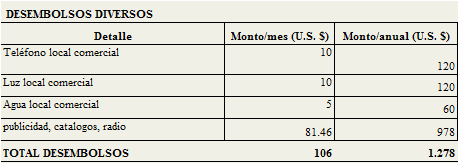 DESEMBOLSOS DIVERSOS
Detalle Monto/mes (U.S. $) Monto/anual (U.S. $)
Teléfono local comercial 10 120
Luz local comercial 10 120
Agua local comercial 5 60
publicidad, catalogos, radio 81.46 978
TOTAL DESEMBOLSOS 106 1.278